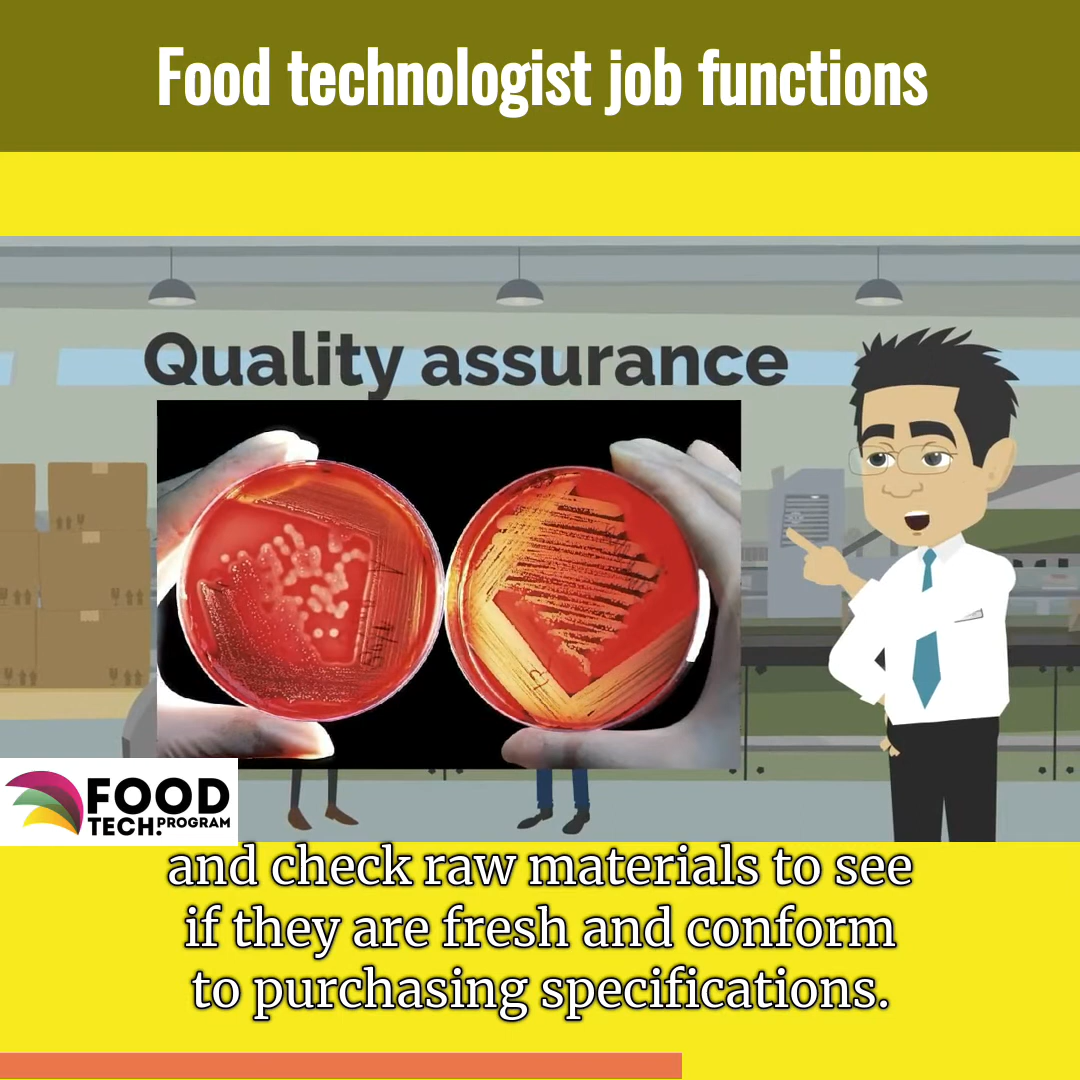 Food technologist job functions
Quality assurance
FOOD
TECH. PROGRAM
and check raw materials to see
if they are fresh and conform
to purchasing specifications.